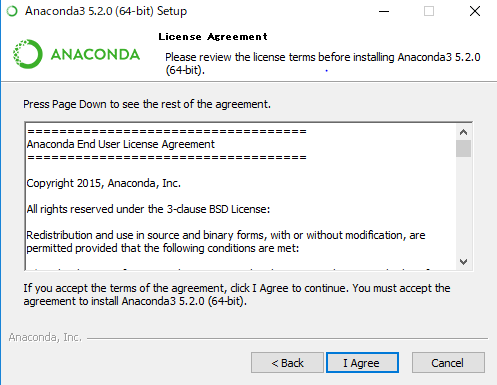 Anaconda3 5.2.0 (64-bit) Setup
License Agreement
ANACONDA
Please review the license terms before installing Anaconda3 5.2.0
(64-bit).
Press Page Down to see the rest of the agreement.
===================================
Anaconda End User License Agreement
===================================
Copyright 2015, Anaconda, Inc.
All rights reserved under the 3-clause BSD License:
Redistribution and use in source and binary forms, with or without modification, are
permitted provided that the following conditions are met:
If you accept the terms of the agreement, click I Agree to continue. You must accept the
agreement to install Anaconda3 5.2.0 (64-bit).
Anaconda, Inc.
< Back
I Agree
Cancel